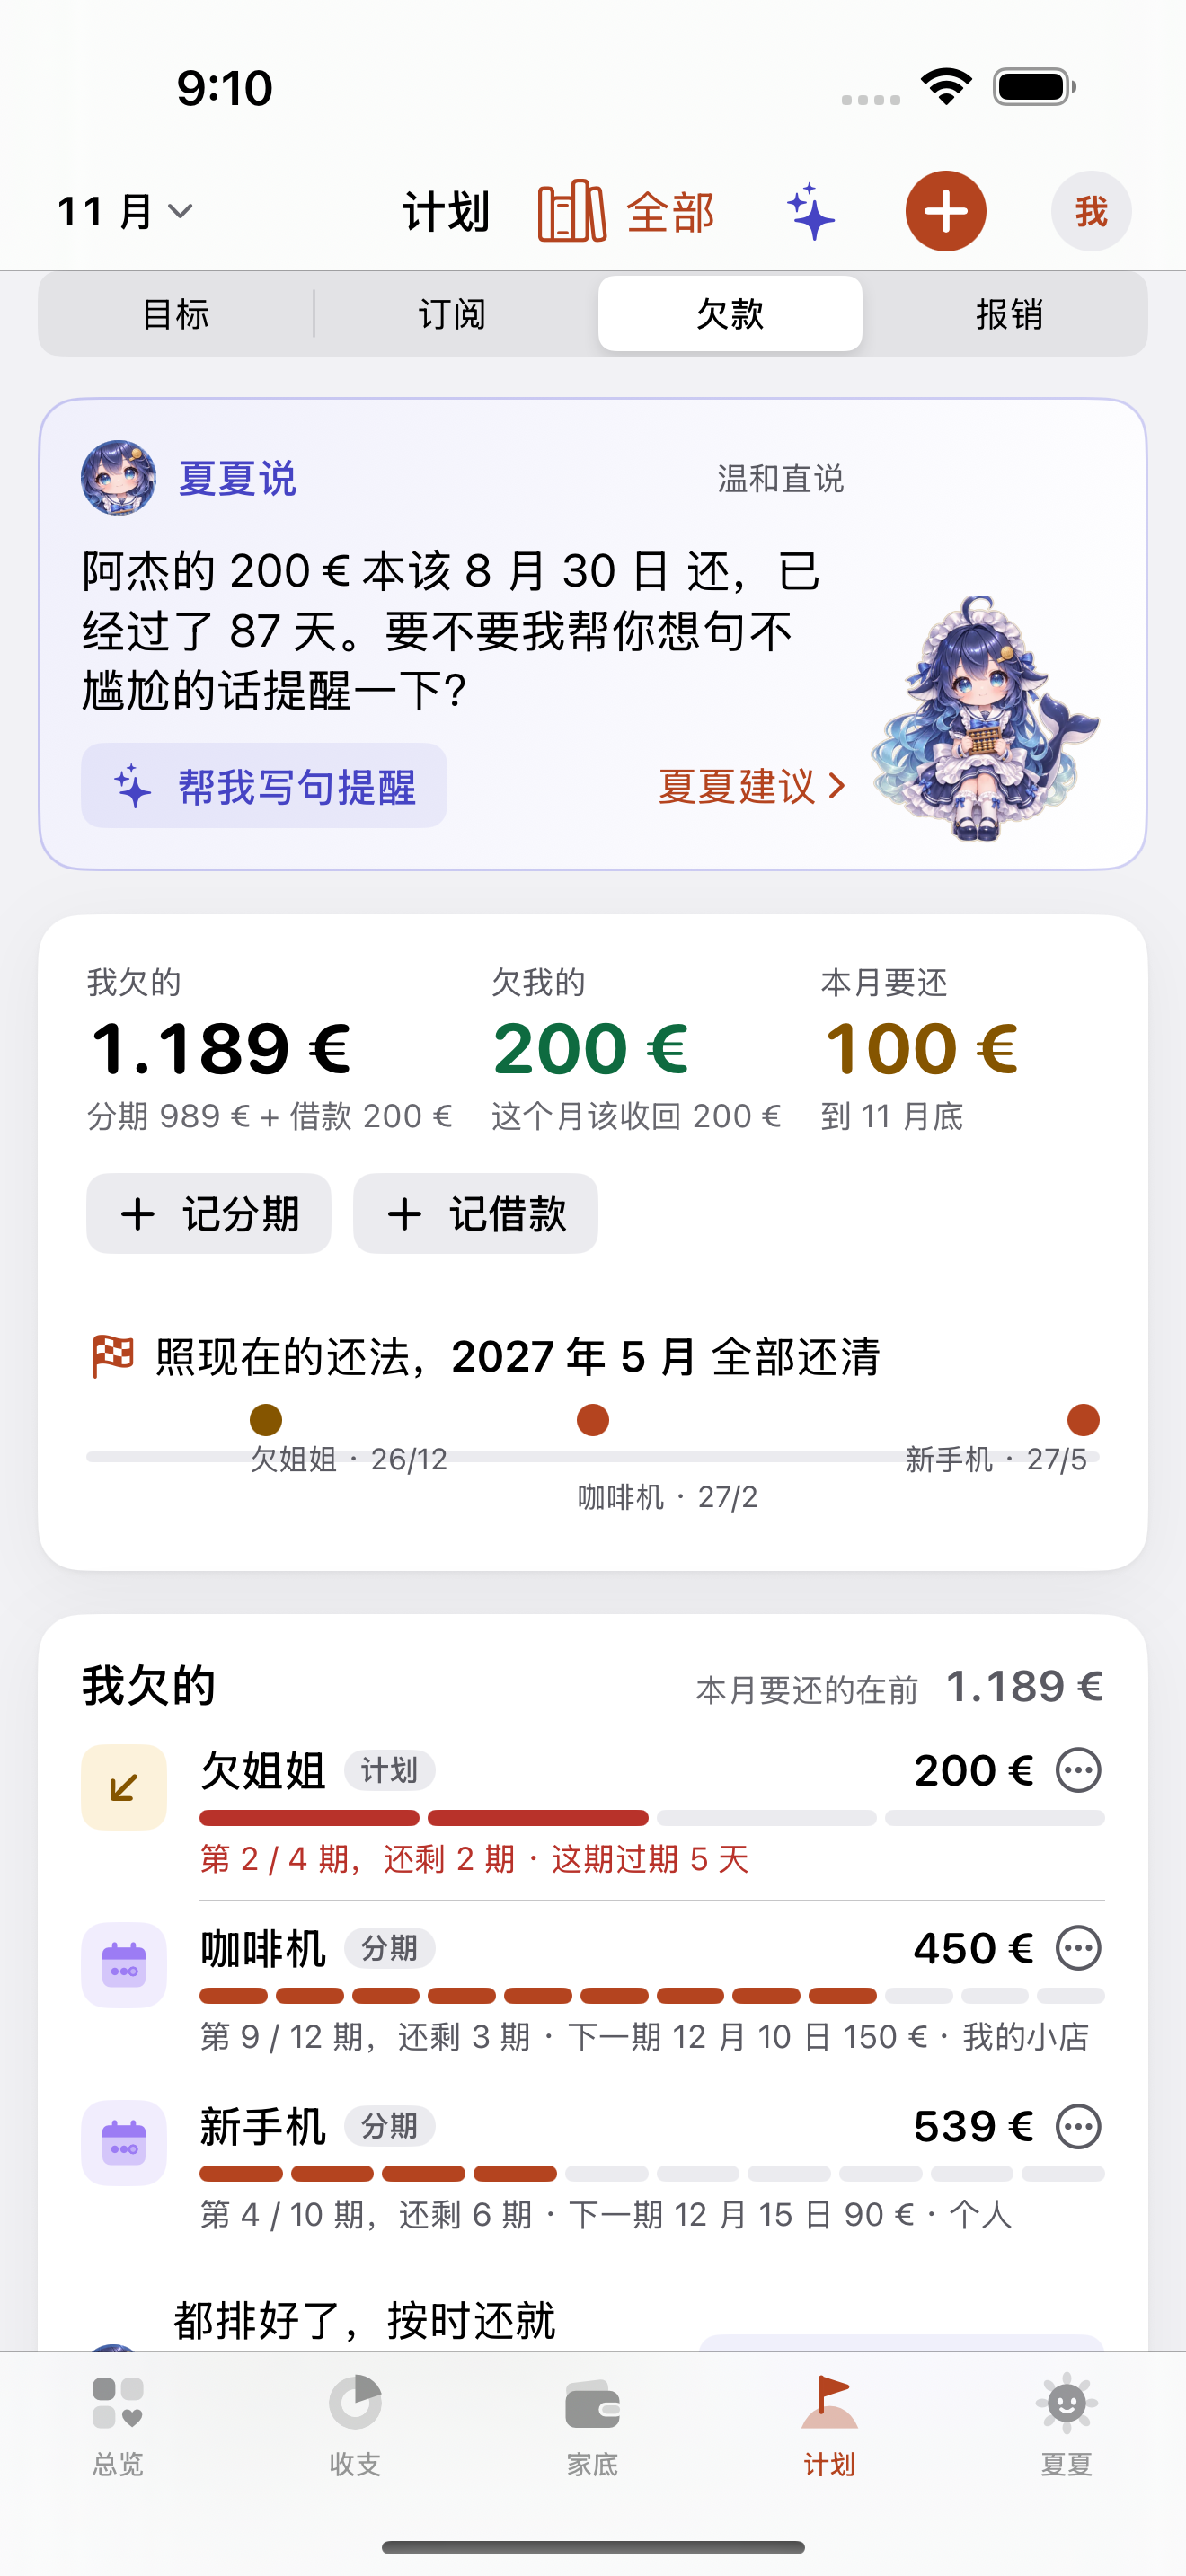 9:10
11 月
计划
全部
我
目标
订阅
欠款
报销
夏夏说
温和直说
阿杰的 200 € 本该 8 月 30 日 还，已
经过了 87 天。要不要我帮你想句不
尴尬的话提醒一下?
帮我写句提醒
夏夏建议
我欠的
1.189 €
分期 989 € + 借款 200 €
欠我的
200 €
这个月该收回 200 €
本月要还
100 €
到 11 月底
记分期
记借款
照现在的还法，2027 年 5 月 全部还清
欠姐姐 · 26/12
咖啡机 · 27/2
新手机 · 27/5
我欠的
本月要还的在前 1.189 €
欠姐姐 计划 200 €
第 2 / 4 期，还剩 2 期 · 这期过期 5 天
咖啡机 分期 450 €
第 9 / 12 期，还剩 3 期 · 下一期 12 月 10 日 150 € · 我的小店
新手机 分期 539 €
第 4 / 10 期，还剩 6 期 · 下一期 12 月 15 日 90 € · 个人
都排好了，按时还就
总览
收支
家底
计划
夏夏